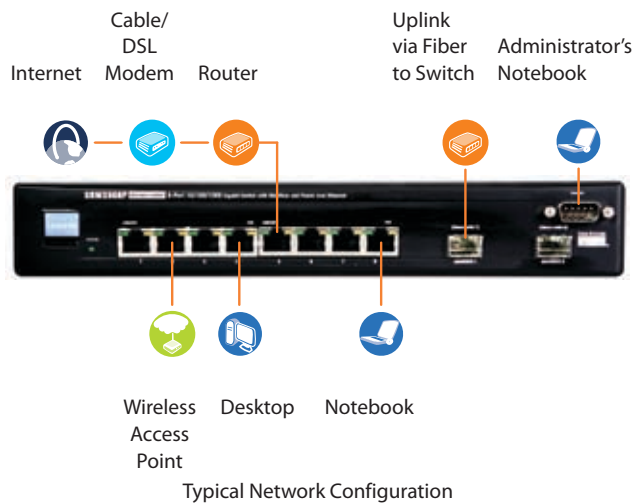 Cable/
DSL
Modem
Internet
Router
Uplink
via Fiber
to Switch
Administrator's
Notebook
Wireless
Access
Point
Desktop
Notebook
Typical Network Configuration